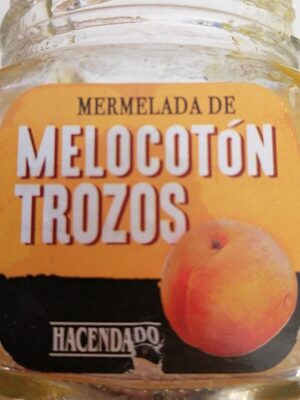 MERMELADA DE
MELOCOTÓN
TROZOS
HACENDADO